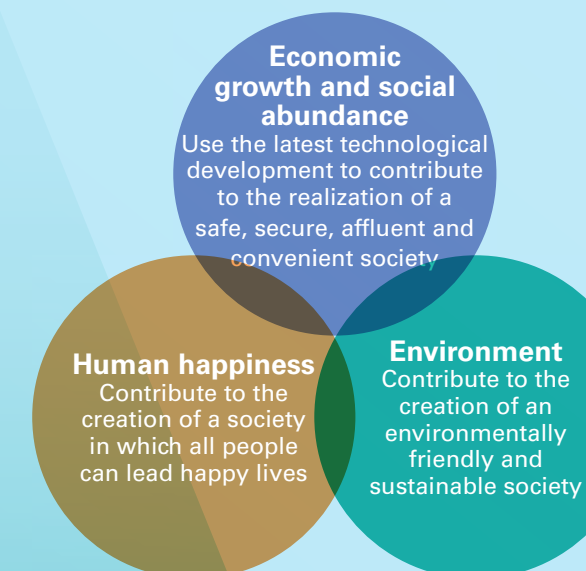 Economic
growth and social
abundance
Use the latest technological
development to contribute
to the realization of a
safe, secure, affluent and
convenient society
Human happiness
Contribute to the
creation of a society
in which all people
can lead happy lives
Environment
Contribute to the
creation of an
environmentally
friendly and
sustainable society